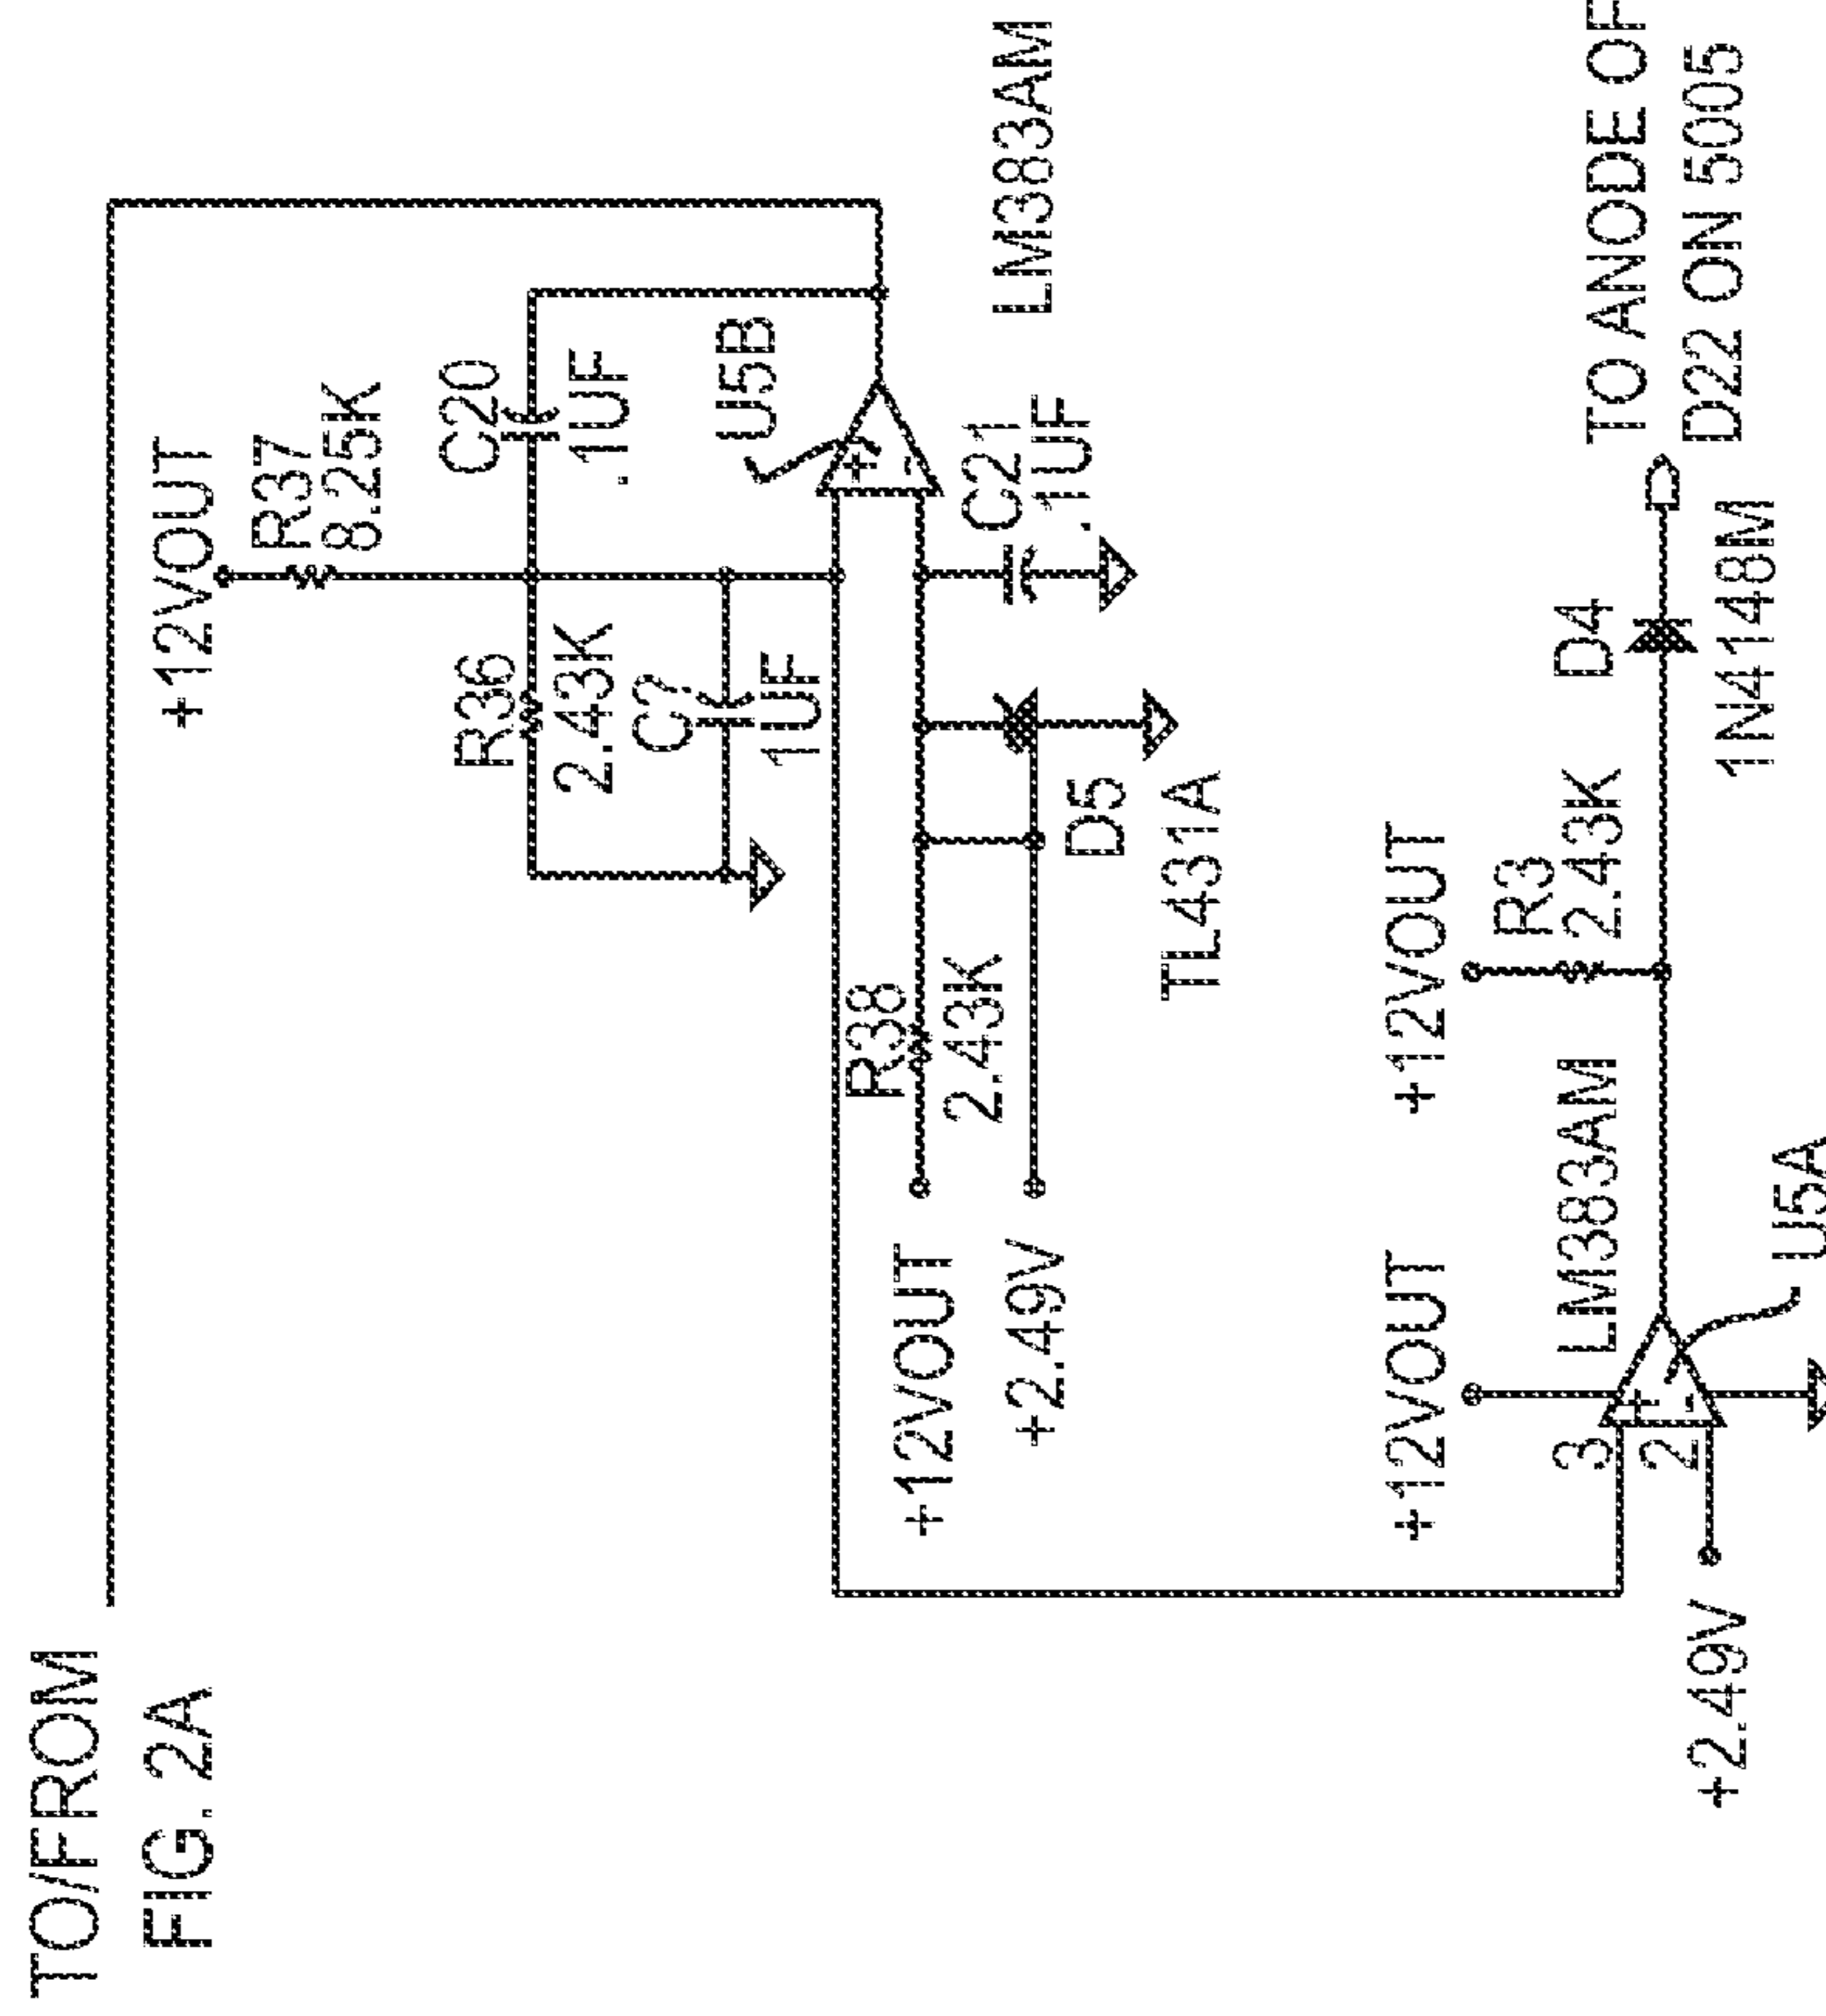 TO/FROM
FIG. 2A
+12VOUT
R37
8.25K
C20
.1UF
R36
2.43K
C?
1UF
U5B
LM383AM
R38
2.43K
C21
.1UF
+12VOUT
+2.49V
D5
TL431A
+12VOUT
+12VOUT
R3
2.43K
LM383AM
D4
1N4148M
TO ANODE OF
D22 ON 5005
3
+
2
-
U5A
+2.49V
+
-